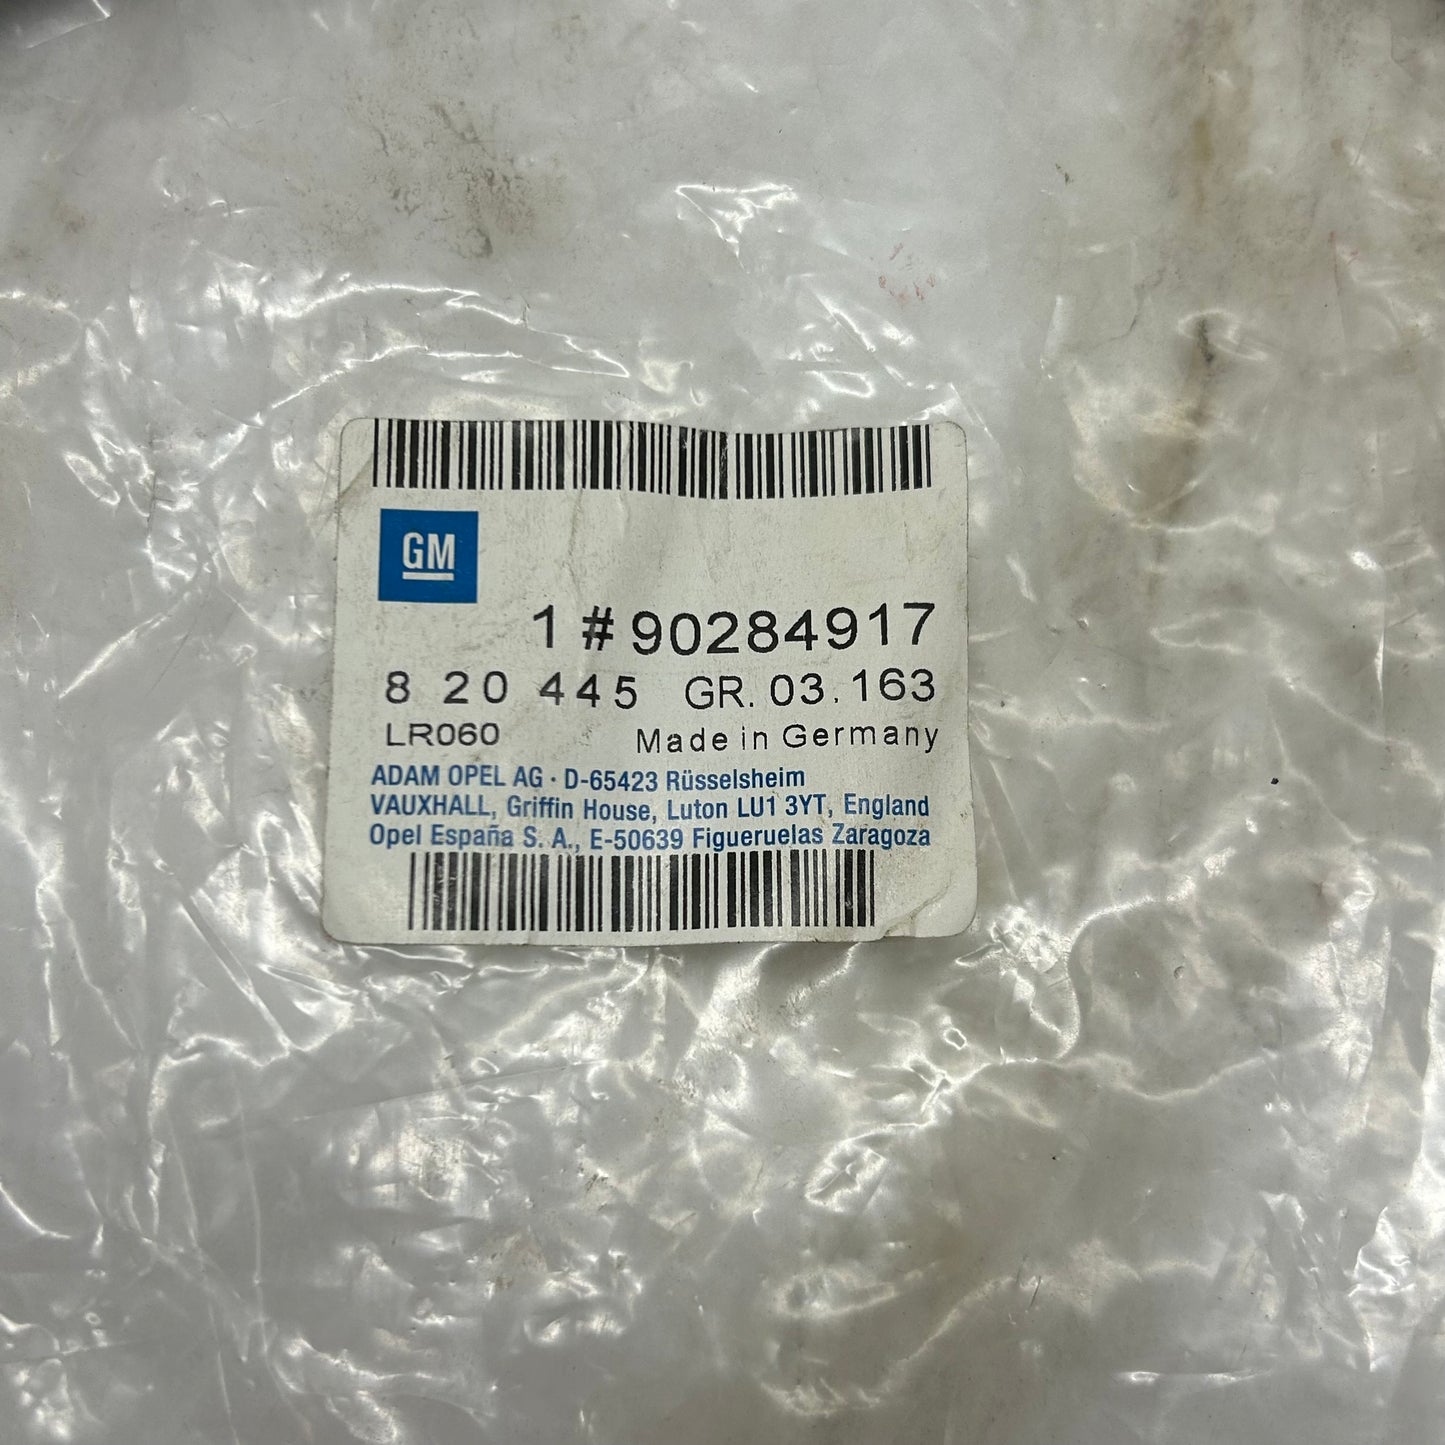 GM
1 # 90284917
8 20 445 GR. 03.163
LR060 Made in Germany
ADAM OPEL AG · D-65423 Rüsselsheim
VAUXHALL, Griffin House, Luton LU1 3YT, England
Opel España S. A., E-50639 Figueruelas Zaragoza